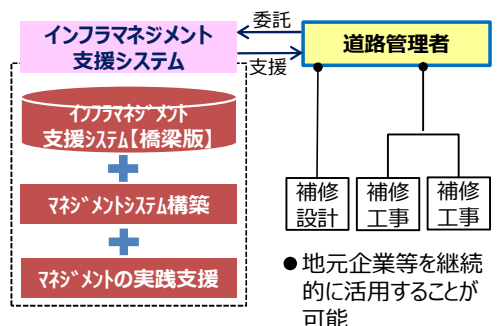 インフラマネジメント
支援システム
委託
支援
道路管理者
ｲﾝﾌﾗﾏﾈｼﾞﾒﾝﾄ
支援ｼｽﾃﾑ【橋梁版】
ﾏﾈｼﾞﾒﾝﾄｼｽﾃﾑ構築
ﾏﾈｼﾞﾒﾝﾄの実践支援
補修
設計
補修
工事
補修
工事
●地元企業等を継続
的に活用することが
可能